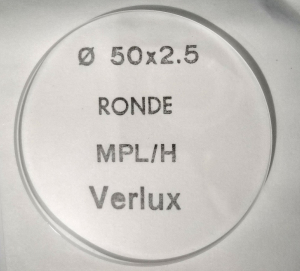 Ø 50x2.5
RONDE
MPL/H
Verlux